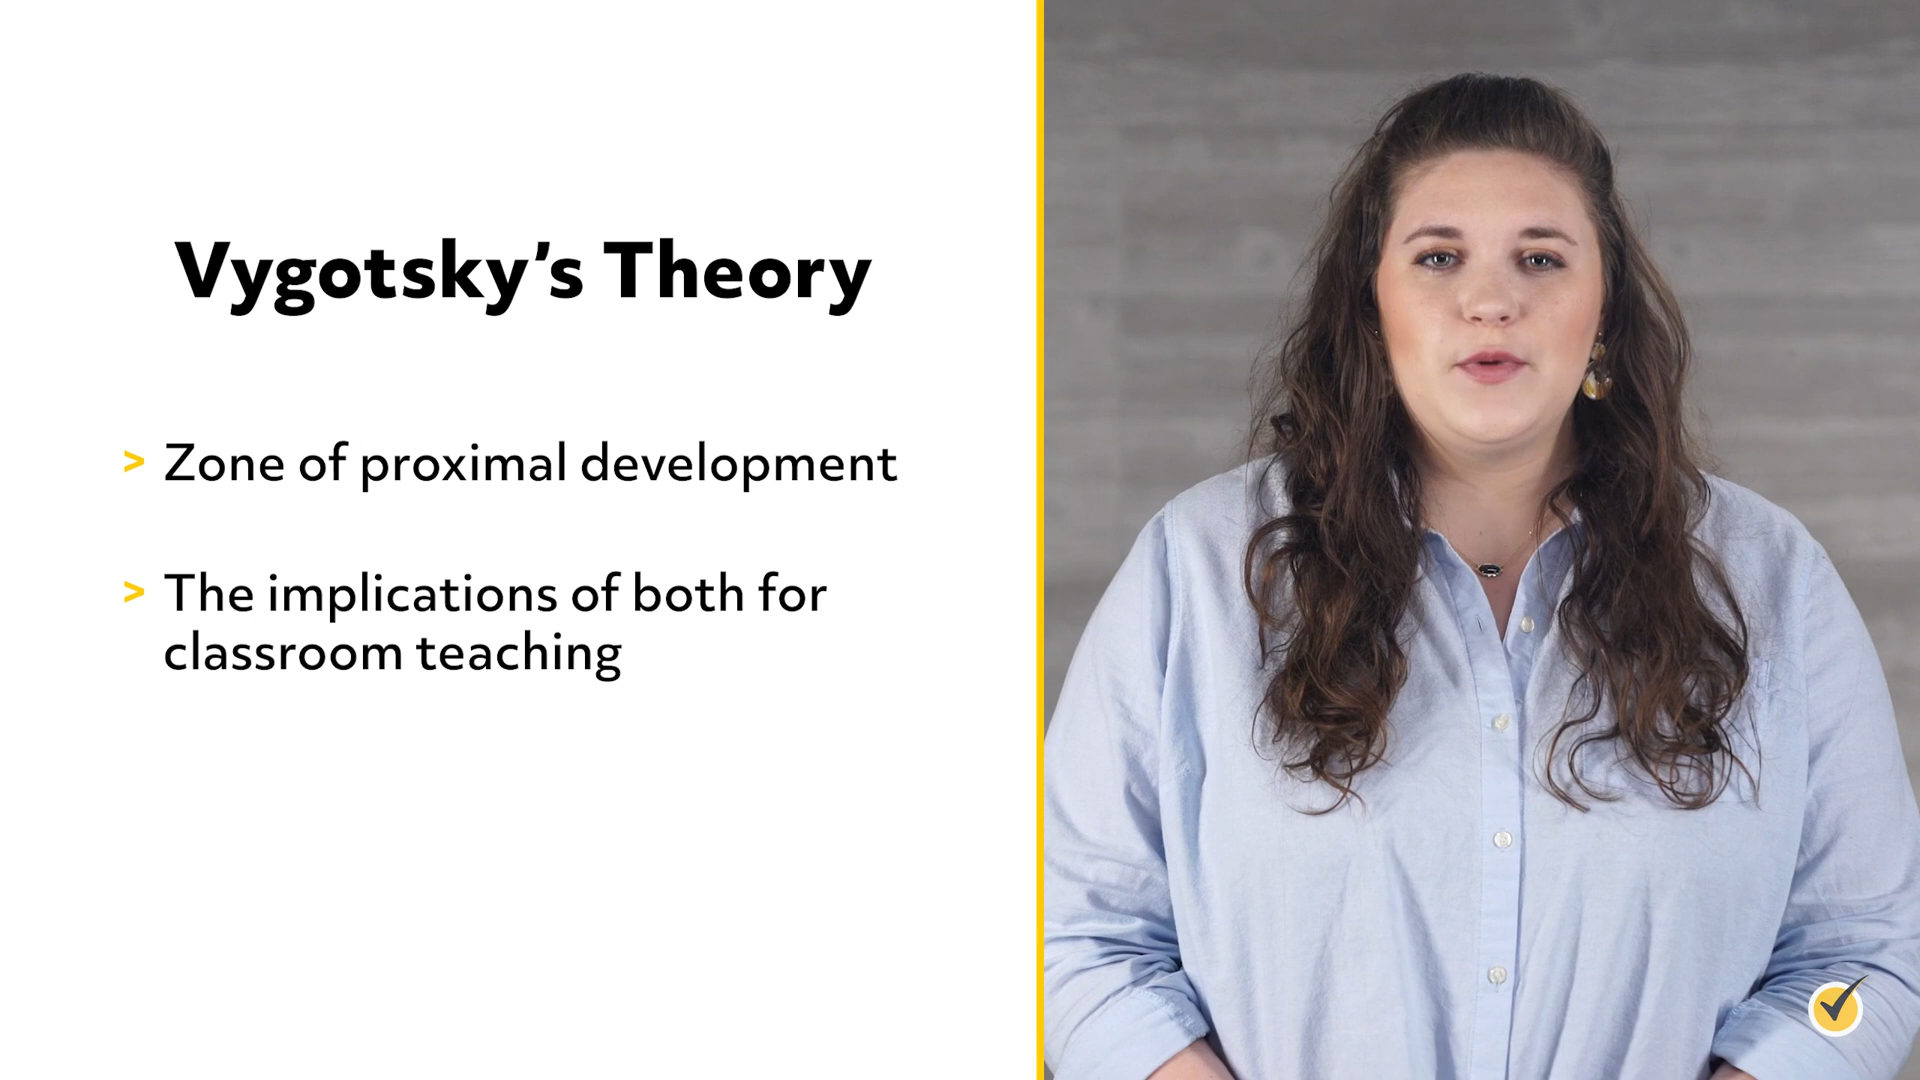 Vygotsky’s Theory
> Zone of proximal development
> The implications of both for
classroom teaching